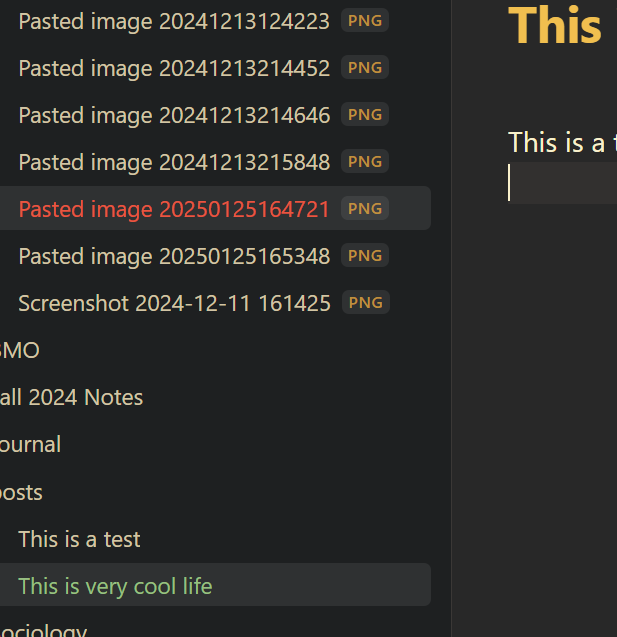 Pasted image 20241213124223 PNG
Pasted image 20241213214452 PNG
Pasted image 20241213214646 PNG
Pasted image 20241213215848 PNG
Pasted image 20250125164721 PNG
Pasted image 20250125165348 PNG
Screenshot 2024-12-11 161425 PNG
SMO
all 2024 Notes
ournal
posts
This is a test
This is very cool life
ociology
This
This is a